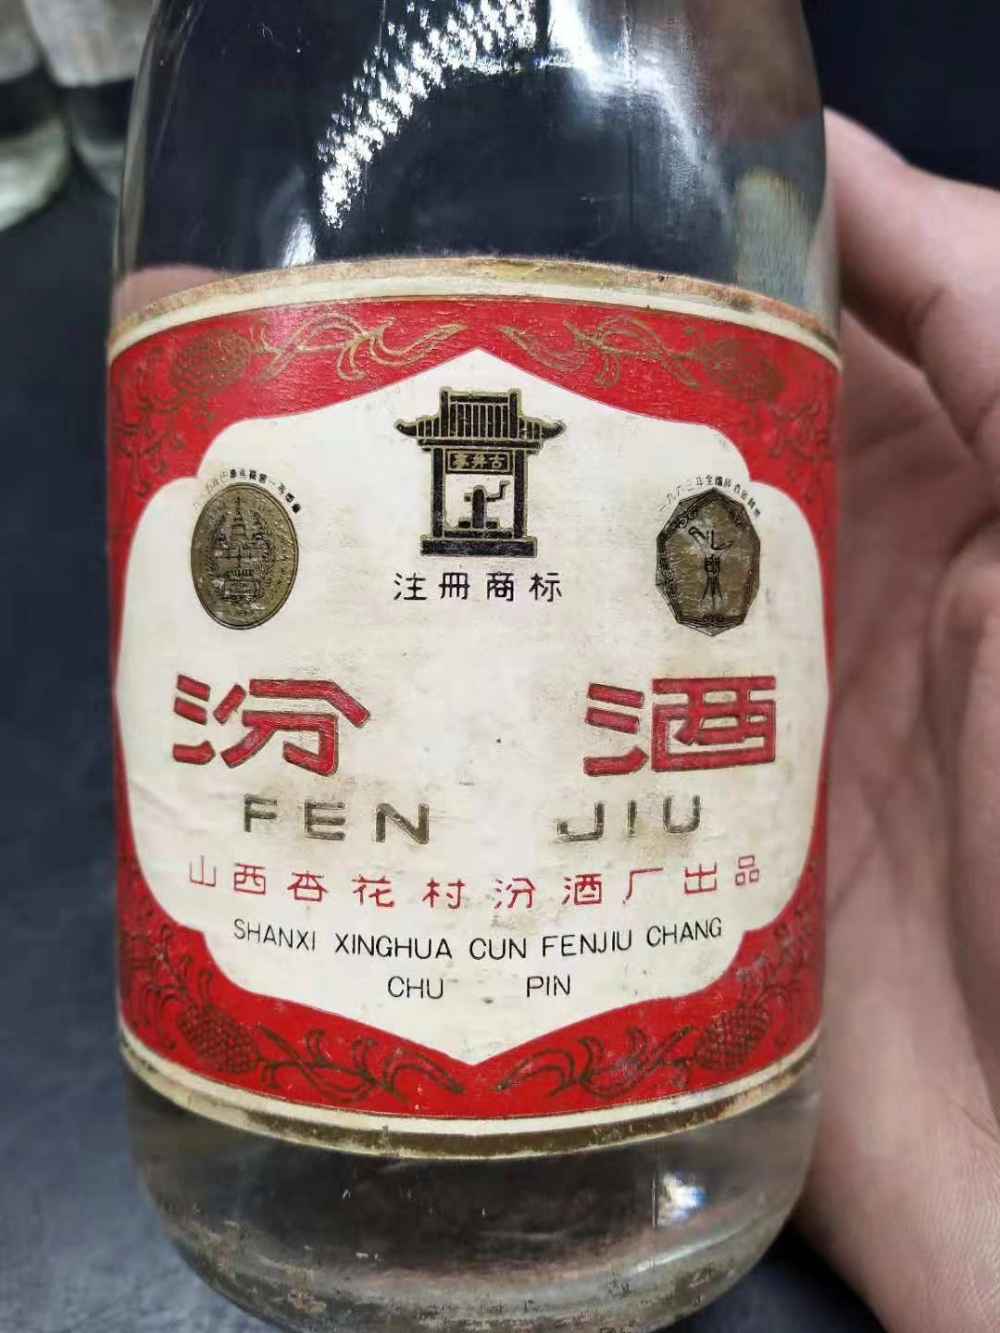 古井亭
注册商标
汾酒
FEN JIU
山西杏花村汾酒厂出品
SHANXI XINGHUA CUN FENJIU CHANG
CHU PIN